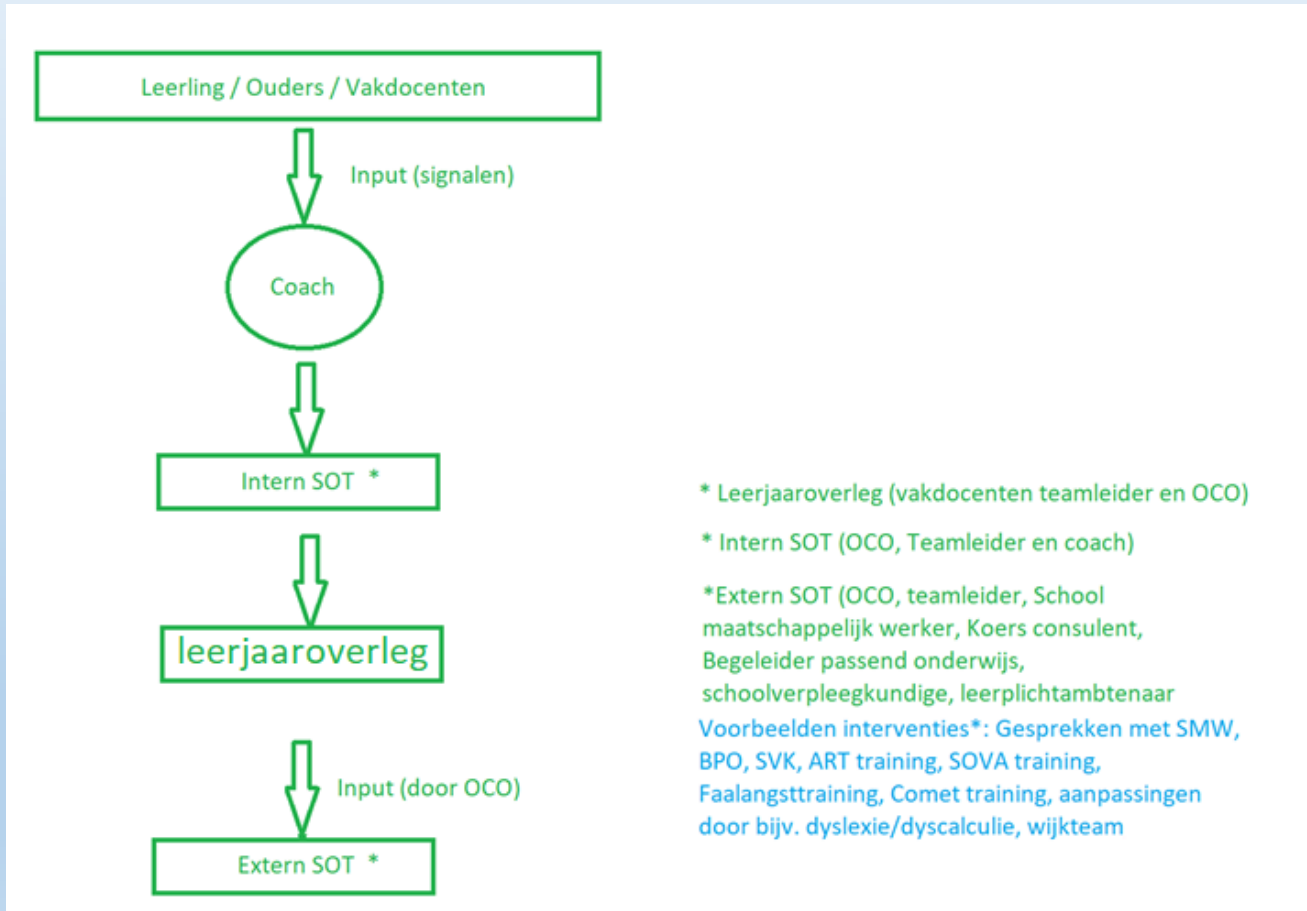 Leerling / Ouders / Vakdocenten
Input (signalen)
Coach
Intern SOT *
leerjaaroverleg
Input (door OCO)
Extern SOT *
* Leerjaaroverleg (vakdocenten teamleider en OCO)
* Intern SOT (OCO, Teamleider en coach)
*Extern SOT (OCO, teamleider, School
maatschappelijk werker, Koers consulent,
Begeleider passend onderwijs,
schoolverpleegkundige, leerplichtambtenaar
Voorbeelden interventies*: Gesprekken met SMW,
BPO, SVK, ART training, SOVA training,
Faalangsttraining, Comet training, aanpassingen
door bijv. dyslexie/dyscalculie, wijkteam